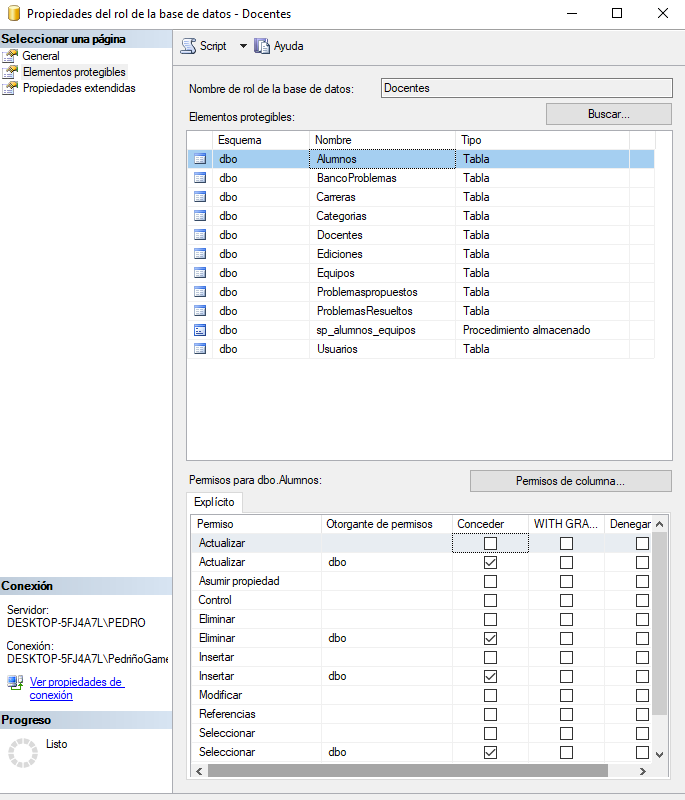 Propiedades del rol de la base de datos - Docentes
Seleccionar una página
General
Elementos protegibles
Propiedades extendidas
Script
Ayuda
Nombre de rol de la base de datos: Docentes
Elementos protegibles: Buscar...
Esquema Nombre Tipo
dbo Alumnos Tabla
dbo BancoProblemas Tabla
dbo Carreras Tabla
dbo Categorias Tabla
dbo Docentes Tabla
dbo Ediciones Tabla
dbo Equipos Tabla
dbo Problemaspropuestos Tabla
dbo ProblemasResueltos Tabla
dbo sp_alumnos_equipos Procedimiento almacenado
dbo Usuarios Tabla
Permisos para dbo.Alumnos: Permisos de columna...
Explícito
Permiso Otorgante de permisos Conceder WITH GRA... Denegar
Actualizar
Actualizar dbo
Asumir propiedad
Control
Eliminar
Eliminar dbo
Insertar
Insertar dbo
Modificar
Referencias
Seleccionar
Seleccionar dbo
Conexión
Servidor:
DESKTOP-5FJ4A7L\PEDRO
Conexión:
DESKTOP-5FJ4A7L\PedriñoGame
Ver propiedades de
conexión
Progreso
Listo